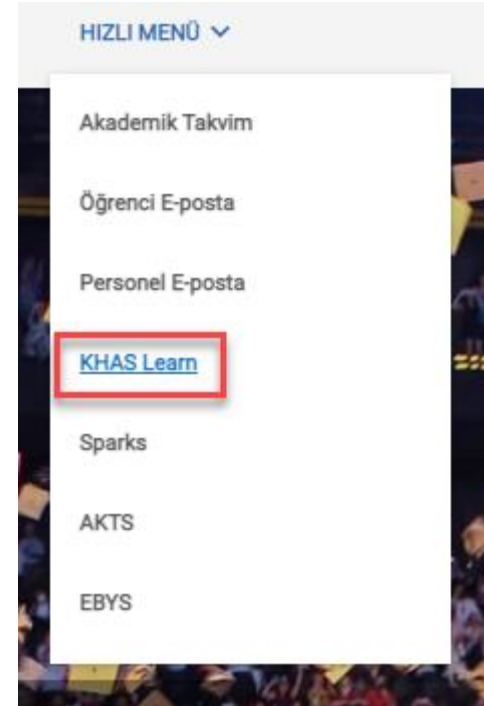 HIZLI MENÜ
Akademik Takvim
Öğrenci E-posta
Personel E-posta
KHAS Learn
Sparks
AKTS
EBYS